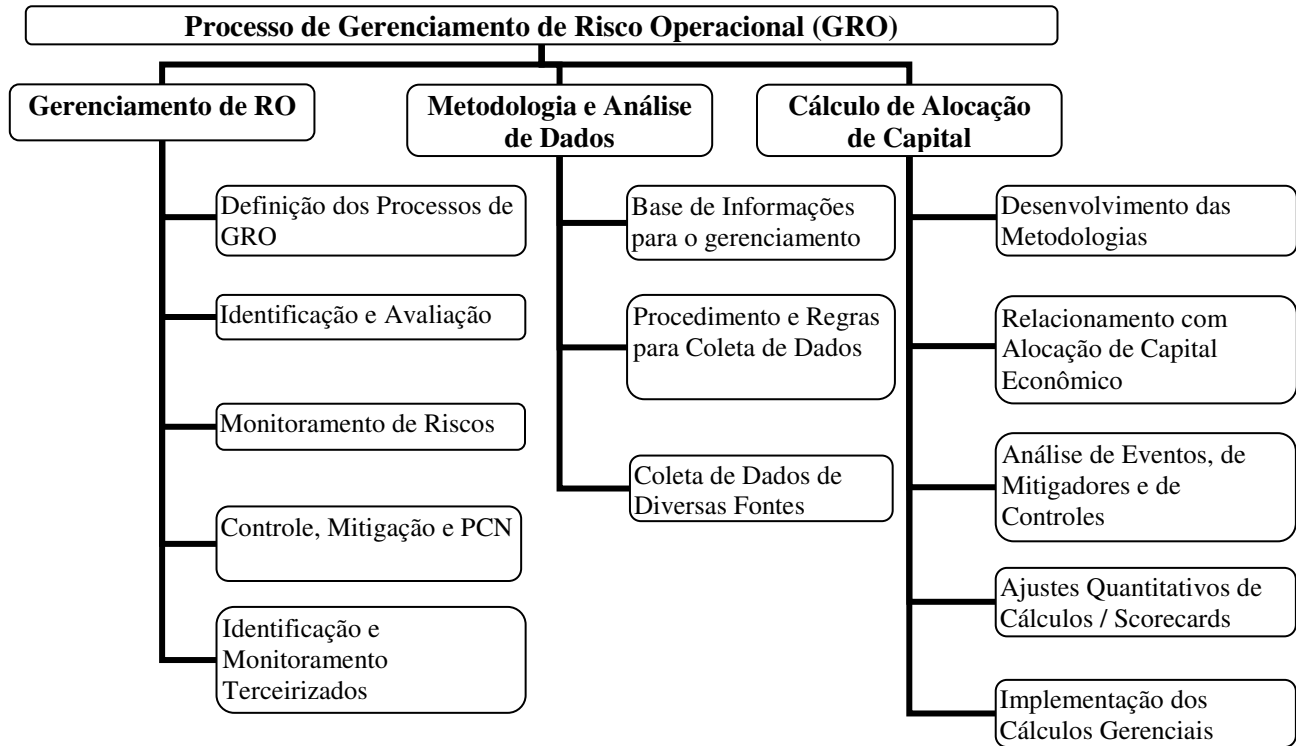 Processo de Gerenciamento de Risco Operacional (GRO)
Gerenciamento de RO
Definição dos Processos de
GRO
Identificação e Avaliação
Monitoramento de Riscos
Controle, Mitigação e PCN
Identificação e
Monitoramento
Terceirizados
Metodologia e Análise
de Dados
Base de Informações
para o gerenciamento
Procedimento e Regras
para Coleta de Dados
Coleta de Dados de
Diversas Fontes
Cálculo de Alocação
de Capital
Desenvolvimento das
Metodologias
Relacionamento com
Alocação de Capital
Econômico
Análise de Eventos, de
Mitigadores e de
Controles
Ajustes Quantitativos de
Cálculos / Scorecards
Implementação dos
Cálculos Gerenciais